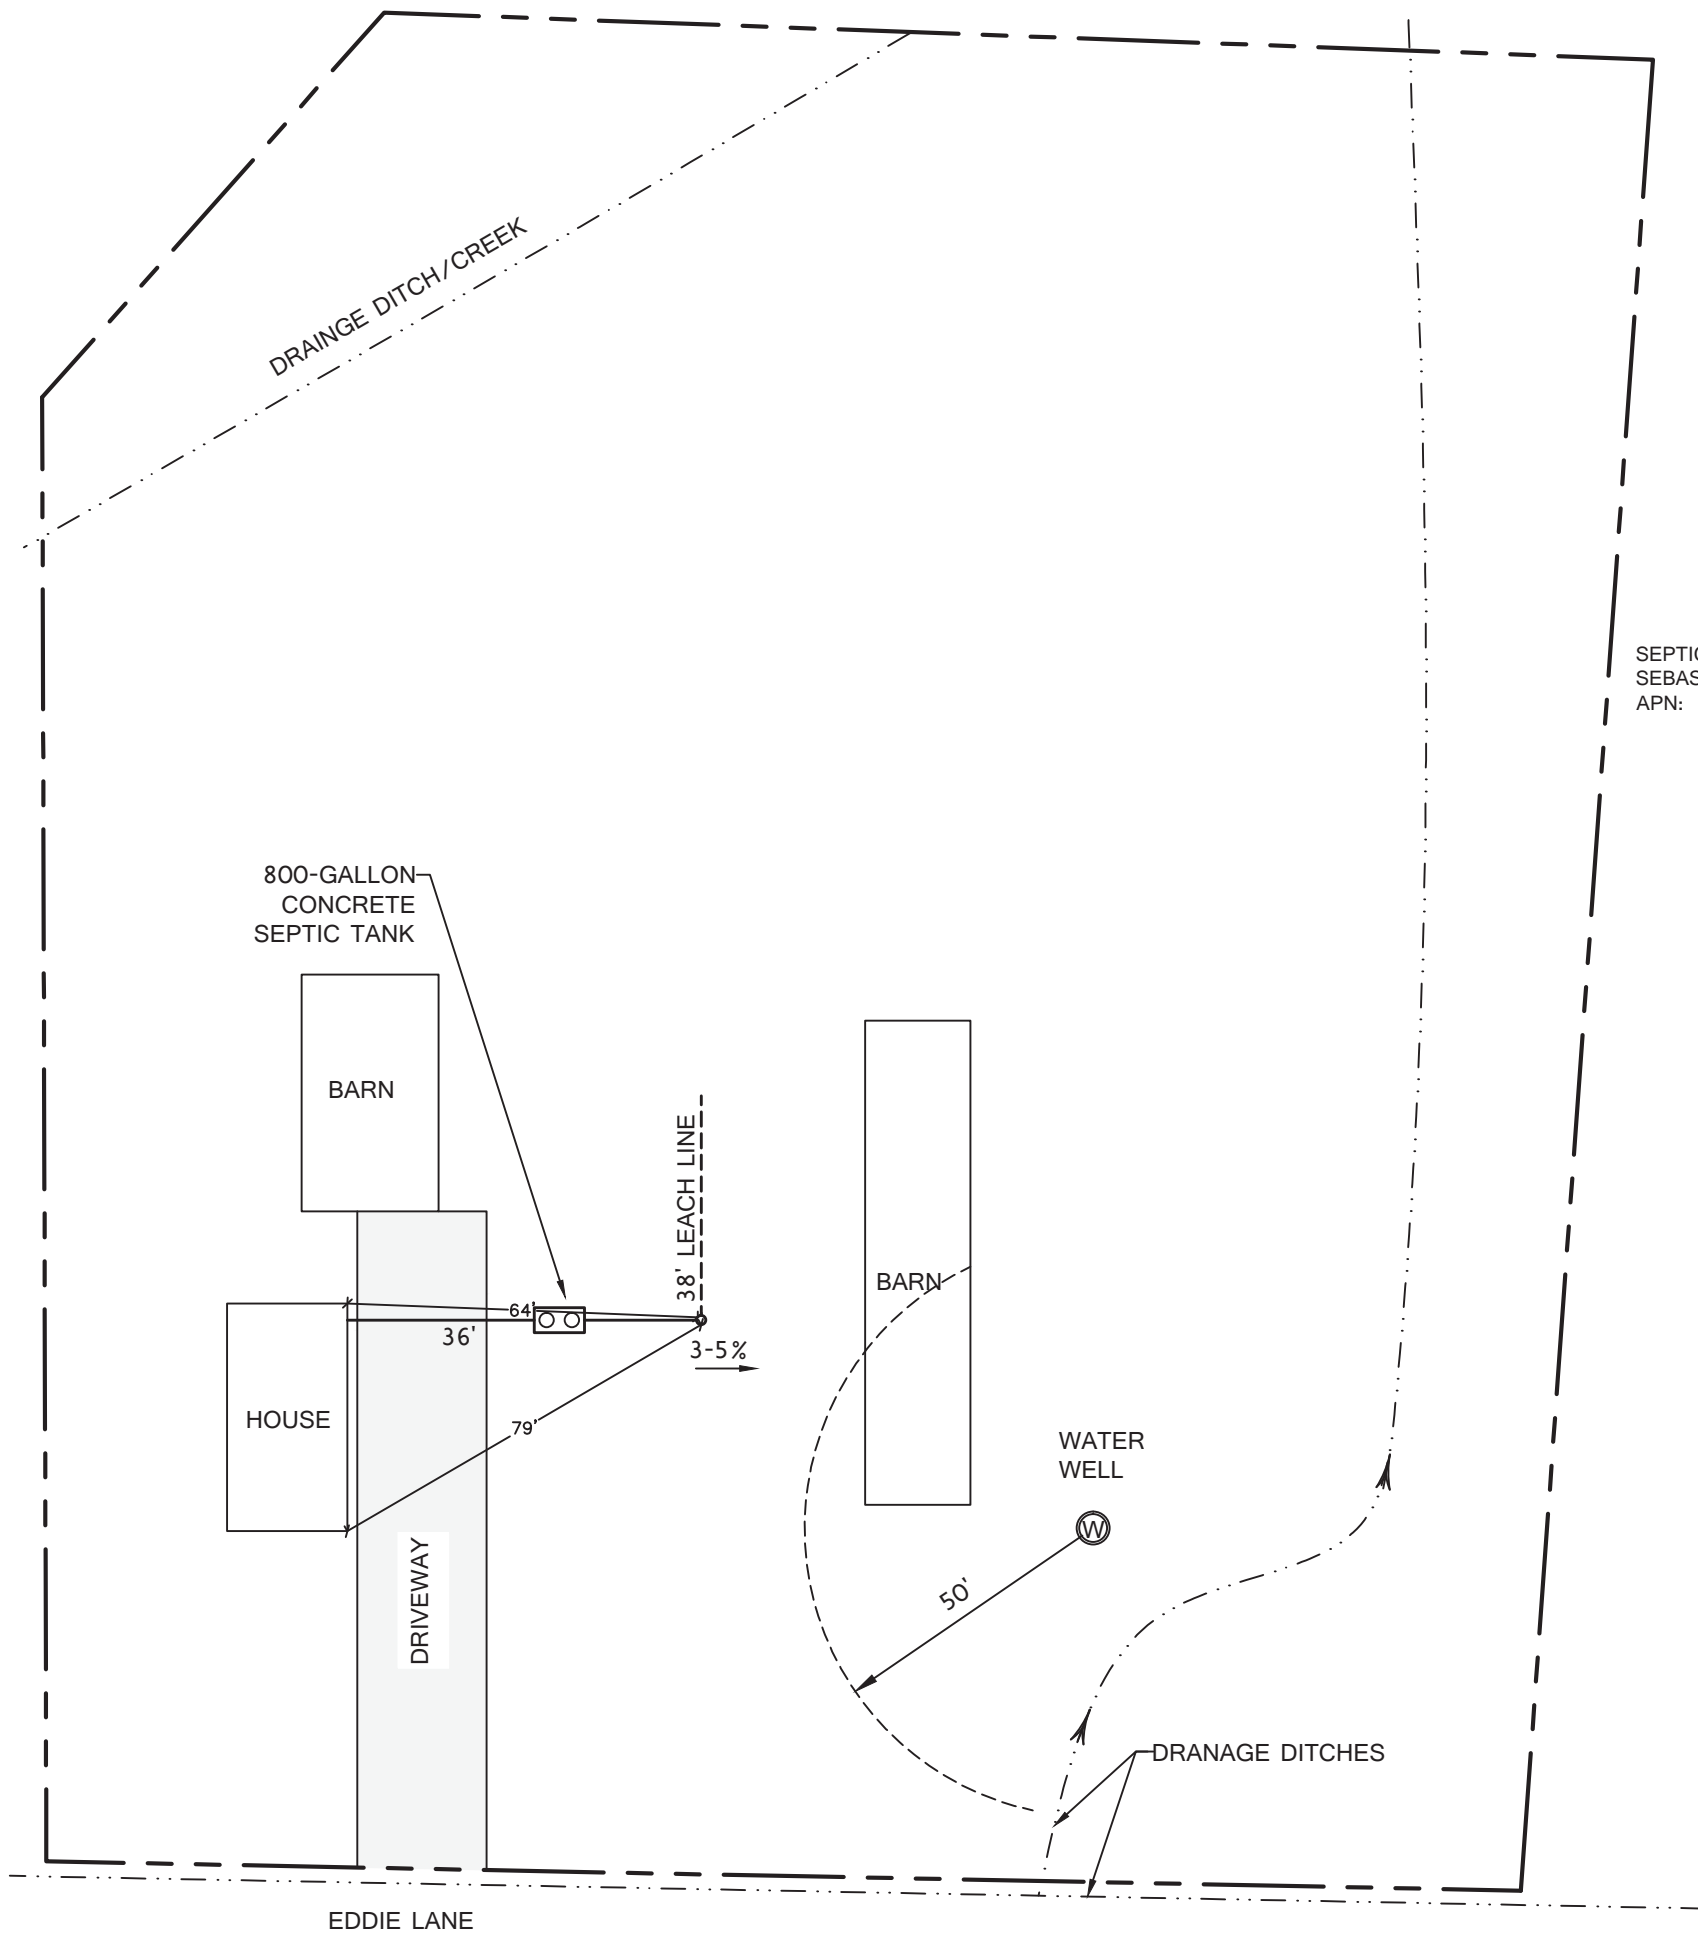 DRAINGE DITCH/CREEK
SEPTIC
SEBAS
APN:
800-GALLON
CONCRETE
SEPTIC TANK
BARN
38' LEACH LINE
BARN
64'
36'
3-5%
HOUSE
79'
WATER
WELL
W
DRIVEWAY
50'
DRANAGE DITCHES
EDDIE LANE